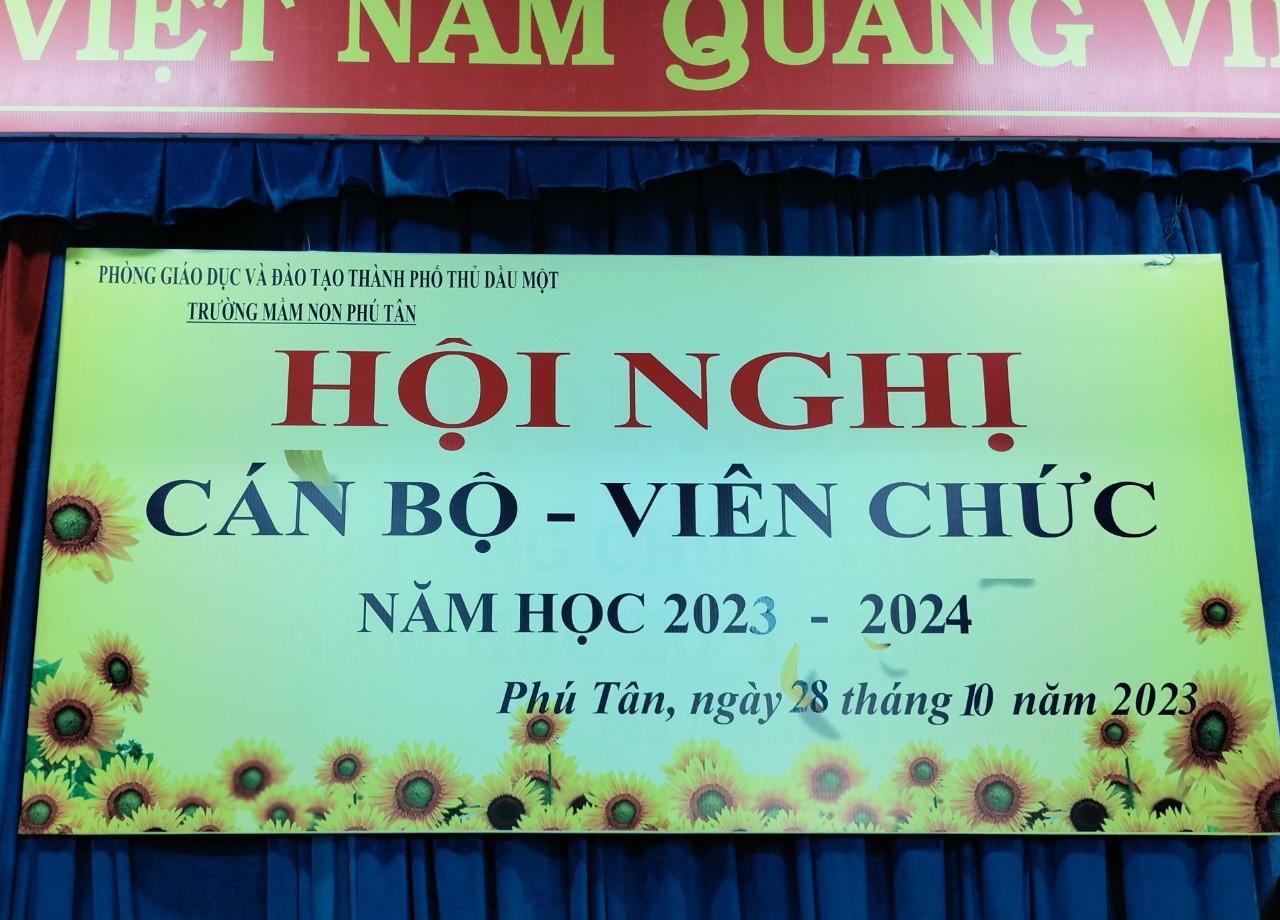 VIỆT NAM QUANG VI
PHÒNG GIÁO DỤC VÀ ĐÀO TẠO THÀNH PHỐ THỦ DẦU MỘT
TRƯỜNG MẦM NON PHÚ TÂN
HỘI NGHỊ
CÁN BỘ - VIÊN CHỨC
NĂM HỌC 2023 - 2024
Phú Tân, ngày 28 tháng 10 năm 2023